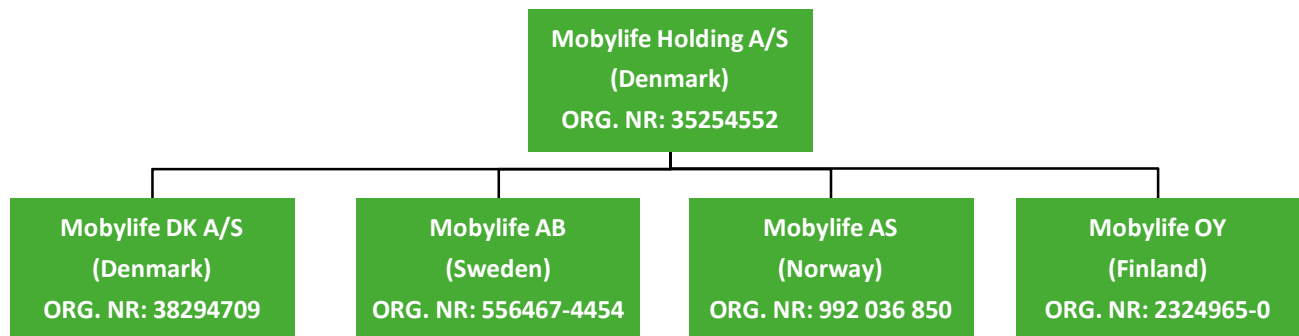 Mobylife Holding A/S
(Denmark)
ORG. NR: 35254552
Mobylife DK A/S
(Denmark)
ORG. NR: 38294709
Mobylife AB
(Sweden)
ORG. NR: 556467-4454
Mobylife AS
(Norway)
ORG. NR: 992 036 850
Mobylife OY
(Finland)
ORG. NR: 2324965-0